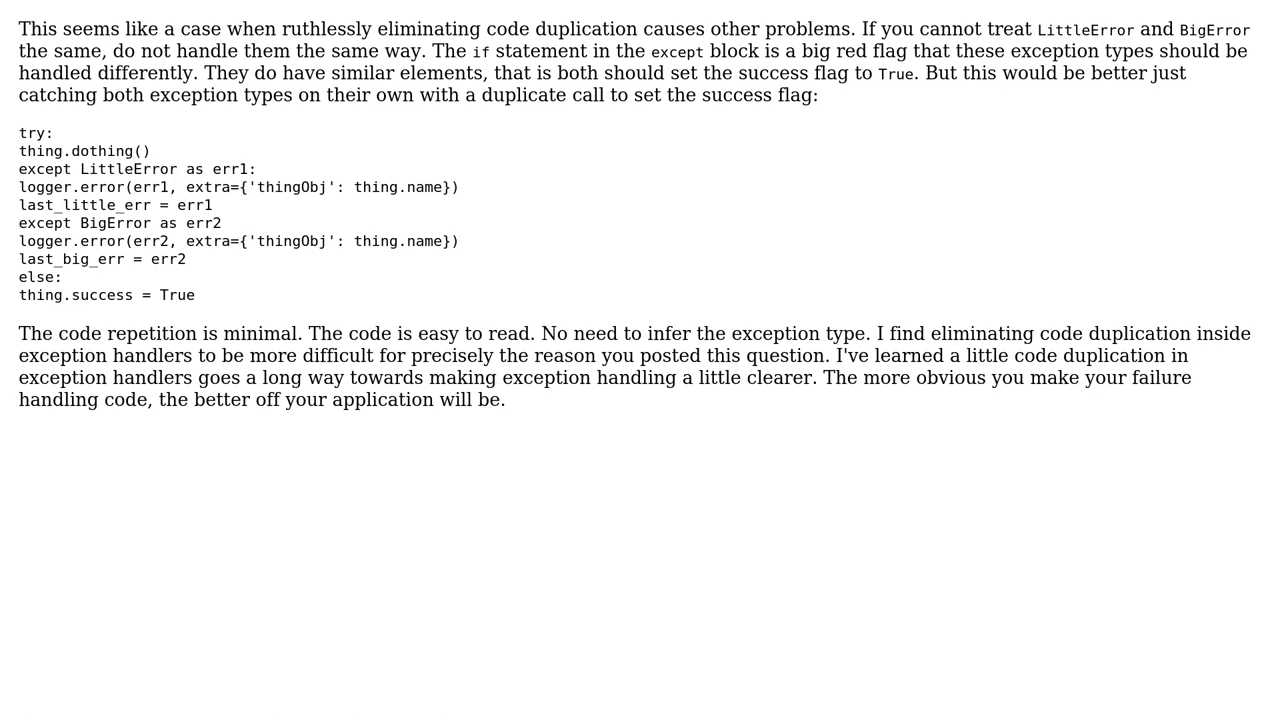 This seems like a case when ruthlessly eliminating code duplication causes other problems. If you cannot treat LittleError and BigError
the same, do not handle them the same way. The if statement in the except block is a big red flag that these exception types should be
handled differently. They do have similar elements, that is both should set the success flag to True. But this would be better just
catching both exception types on their own with a duplicate call to set the success flag:
try:
thing.dothing()
except LittleError as err1:
logger.error(err1, extra={'thingObj': thing.name})
last_little_err = err1
except BigError as err2
logger.error(err2, extra={'thingObj': thing.name})
last_big_err = err2
else:
thing.success = True
The code repetition is minimal. The code is easy to read. No need to infer the exception type. I find eliminating code duplication inside
exception handlers to be more difficult for precisely the reason you posted this question. I've learned a little code duplication in
exception handlers goes a long way towards making exception handling a little clearer. The more obvious you make your failure
handling code, the better off your application will be.